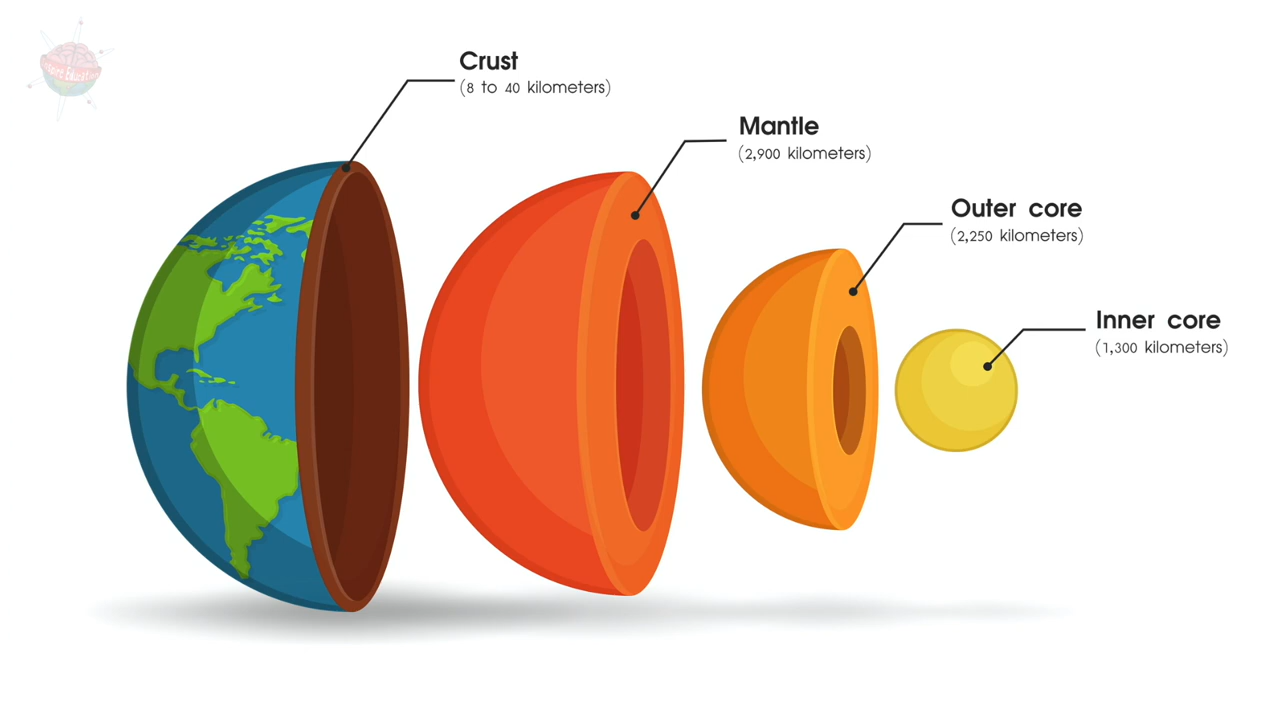 Crust
(8 to 40 kilometers)
Mantle
(2,900 kilometers)
Outer core
(2,250 kilometers)
Inner core
(1,300 kilometers)